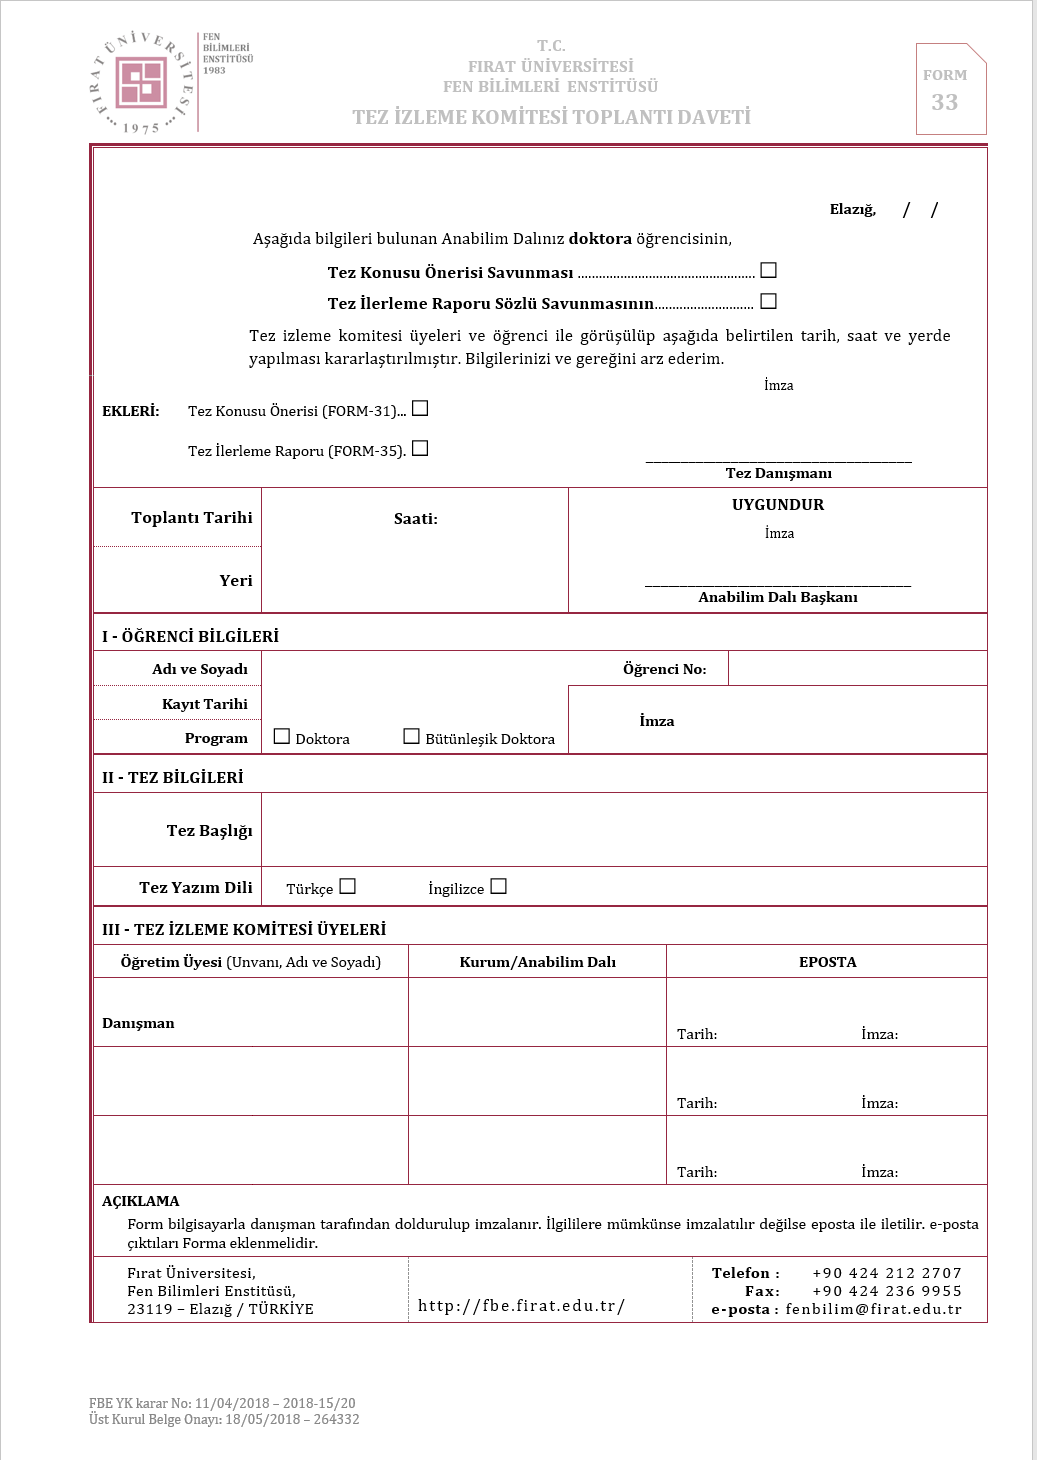 FIRAT ÜNİVERSİTESİ
1975
FEN
BİLİMLERİ
ENSTİTÜSÜ
1983
T.C.
FIRAT ÜNİVERSİTESİ
FEN BİLİMLERİ ENSTİTÜSÜ
TEZ İZLEME KOMİTESİ TOPLANTI DAVETİ
FORM
33
Elazığ, / /
Aşağıda bilgileri bulunan Anabilim Dalınız doktora öğrencisinin,
Tez Konusu Önerisi Savunması .................................................. ☐
Tez İlerleme Raporu Sözlü Savunmasının............................ ☐
Tez izleme komitesi üyeleri ve öğrenci ile görüşülüp aşağıda belirtilen tarih, saat ve yerde
yapılması kararlaştırılmıştır. Bilgilerinizi ve gereğini arz ederim.
İmza
EKLERİ: Tez Konusu Önerisi (FORM-31)... ☐
Tez İlerleme Raporu (FORM-35). ☐
______________________________________
Tez Danışmanı
Toplantı Tarihi Saati: UYGUNDUR
İmza
Yeri
______________________________________
Anabilim Dalı Başkanı
I - ÖĞRENCİ BİLGİLERİ
Adı ve Soyadı Öğrenci No:
Kayıt Tarihi
İmza
Program ☐ Doktora ☐ Bütünleşik Doktora
II - TEZ BİLGİLERİ
Tez Başlığı
Tez Yazım Dili Türkçe ☐ İngilizce ☐
III - TEZ İZLEME KOMİTESİ ÜYELERİ
Öğretim Üyesi (Unvanı, Adı ve Soyadı) Kurum/Anabilim Dalı EPOSTA
Danışman
Tarih: İmza:
Tarih: İmza:
Tarih: İmza:
AÇIKLAMA
Form bilgisayarla danışman tarafından doldurulup imzalanır. İlgililere mümkünse imzalatılır değilse eposta ile iletilir. e-posta
çıktıları Forma eklenmelidir.
Fırat Üniversitesi,
Fen Bilimleri Enstitüsü,
23119 – Elazığ / TÜRKİYE
http://fbe.firat.edu.tr/
Telefon : +90 424 212 2707
Fax: +90 424 236 9955
e-posta : fenbilim@firat.edu.tr
FBE YK karar No: 11/04/2018 – 2018-15/20
Üst Kurul Belge Onayı: 18/05/2018 – 264332